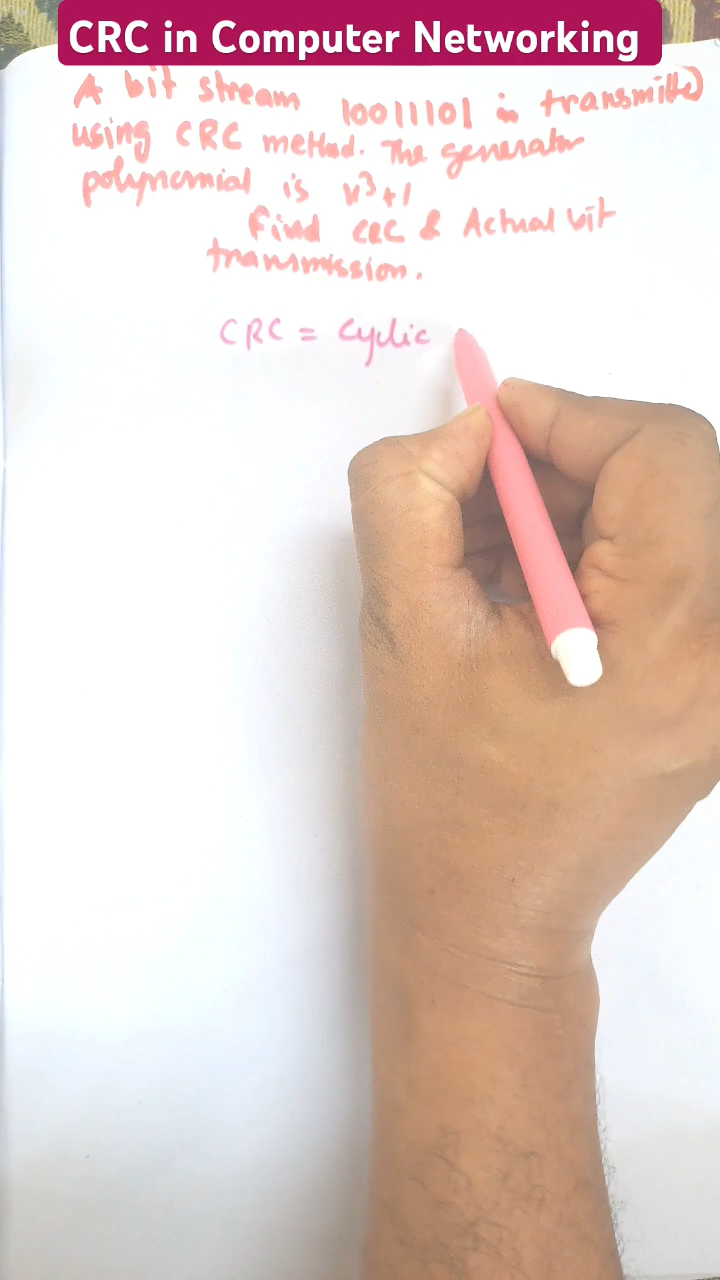 CRC in Computer Networking
A bit stream 10011101 is transmitted
using CRC method. The generator
polynomial is x³+1
Find CRC & Actual bit
transmission.
CRC = Cyclic